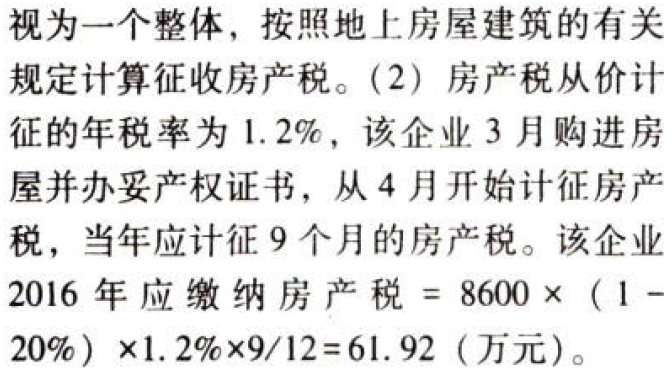 视为一个整体，按照地上房屋建筑的有关
规定计算征收房产税。（2）房产税从价计
征的年税率为 1.2%，该企业 3 月购进房
屋并办妥产权证书，从 4 月开始计征房产
税，当年应计征 9 个月的房产税。该企业
2016 年应缴纳房产税 = 8600 ×（1 -
20%）×1.2%×9/12=61.92（万元）。